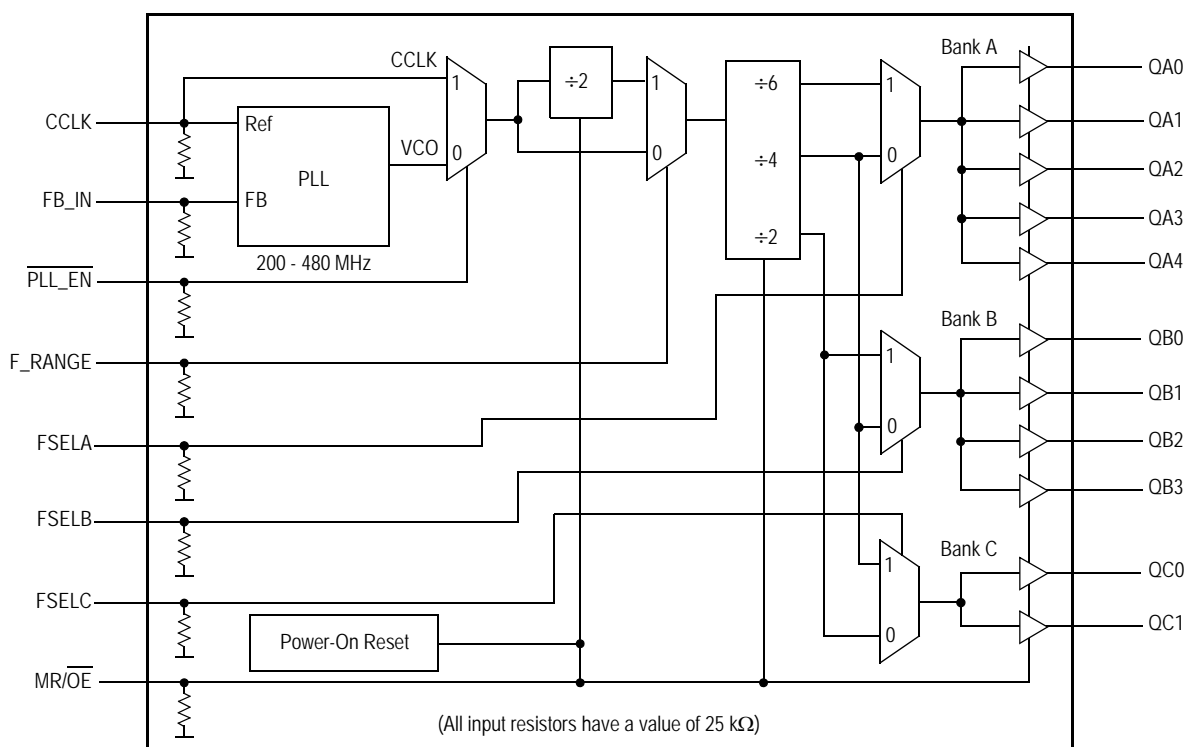 Bank A
CCLK
÷2
1
0
÷6
÷4
÷2
1
0
QA0
QA1
QA2
QA3
QA4
CCLK
Ref
VCO
1
0
PLL
FB_IN
FB
200 - 480 MHz
PLL_EN
F_RANGE
Bank B
1
0
QB0
QB1
QB2
QB3
FSELA
FSELB
FSELC
Bank C
1
0
QC0
QC1
Power-On Reset
MR/OE
(All input resistors have a value of 25 kΩ)